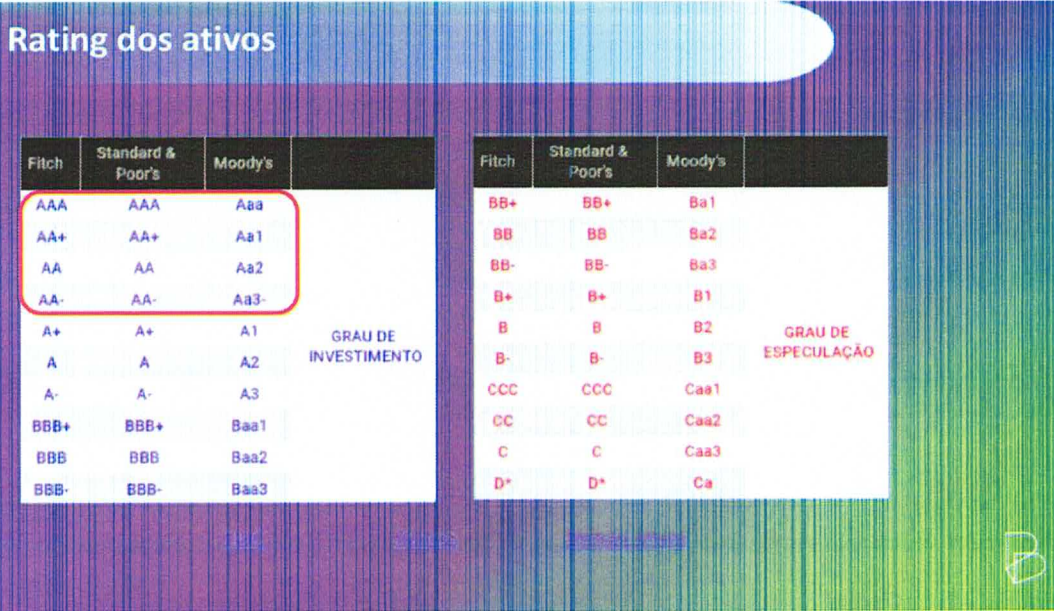 Rating dos ativos
Fitch Standard & Poor's Moody's
AAA AAA Aaa
AA+ AA+ Aa1
AA AA Aa2
AA- AA- Aa3-
A+ A+ A1
A A A2
A- A- A3
BBB+ BBB+ Baa1
BBB BBB Baa2
BBB- BBB- Baa3
GRAU DE
INVESTIMENTO
Fitch Standard & Poor's Moody's
BB+ BB+ Ba1
BB BB Ba2
BB- BB- Ba3
B+ B+ B1
B B B2
B- B- B3
CCC CCC Caa1
CC CC Caa2
C C Caa3
D* D* Ca
GRAU DE
ESPECULAÇÃO